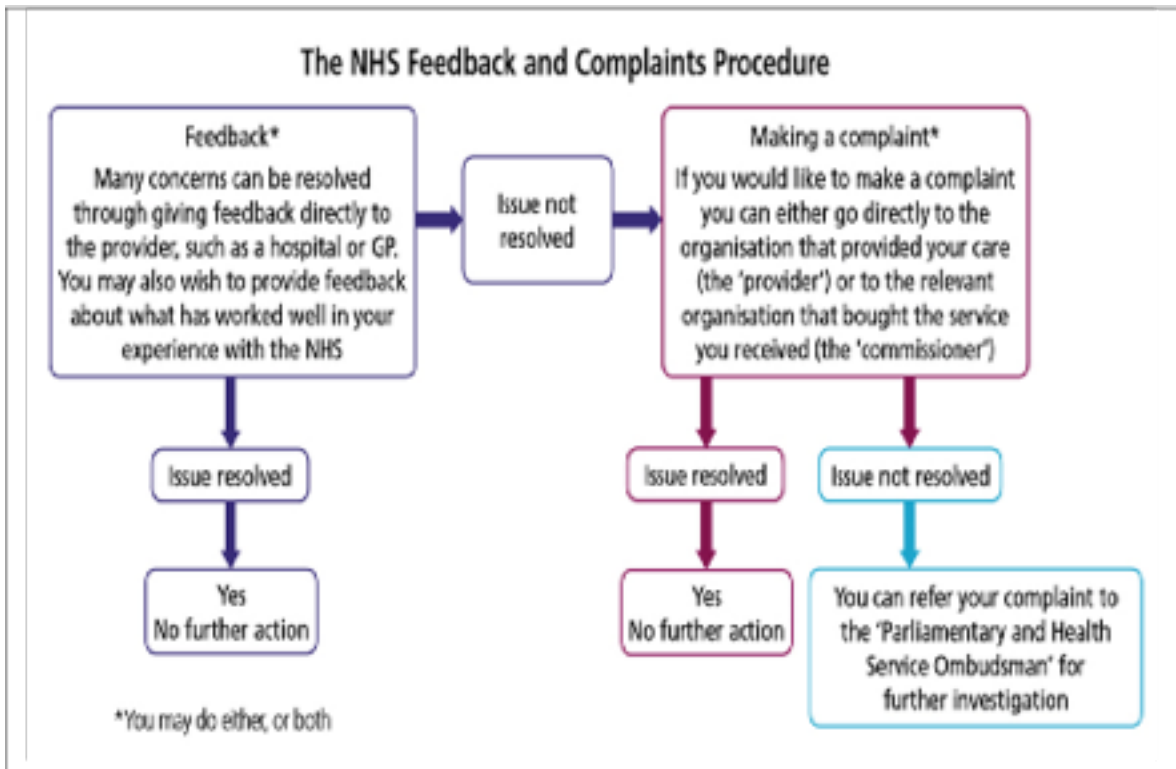 The NHS Feedback and Complaints Procedure
Feedback*
Many concerns can be resolved
through giving feedback directly to
the provider, such as a hospital or GP.
You may also wish to provide feedback
about what has worked well in your
experience with the NHS
Issue not
resolved
Making a complaint*
If you would like to make a complaint
you can either go directly to the
organisation that provided your care
(the ‘provider’) or to the relevant
organisation that bought the service
you received (the ‘commissioner’)
Issue resolved
Issue resolved
Issue not resolved
Yes
No further action
Yes
No further action
You can refer your complaint to
the ‘Parliamentary and Health
Service Ombudsman’ for
further investigation
*You may do either, or both